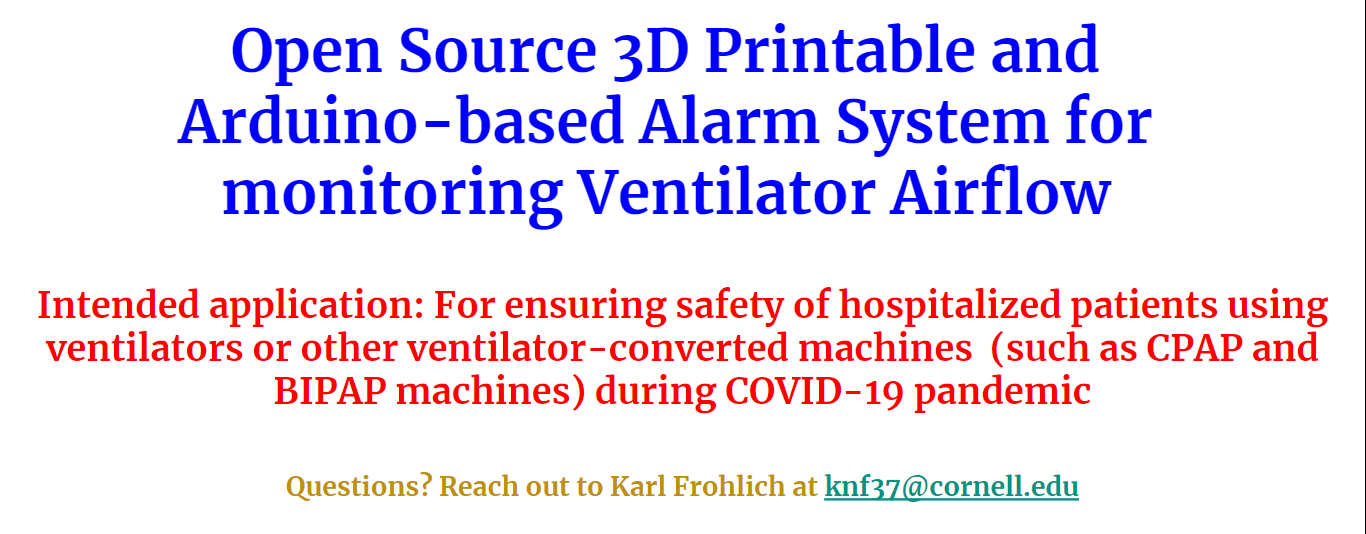 Open Source 3D Printable and
Arduino-based Alarm System for
monitoring Ventilator Airflow
Intended application: For ensuring safety of hospitalized patients using
ventilators or other ventilator-converted machines (such as CPAP and
BIPAP machines) during COVID-19 pandemic
Questions? Reach out to Karl Frohlich at knf37@cornell.edu